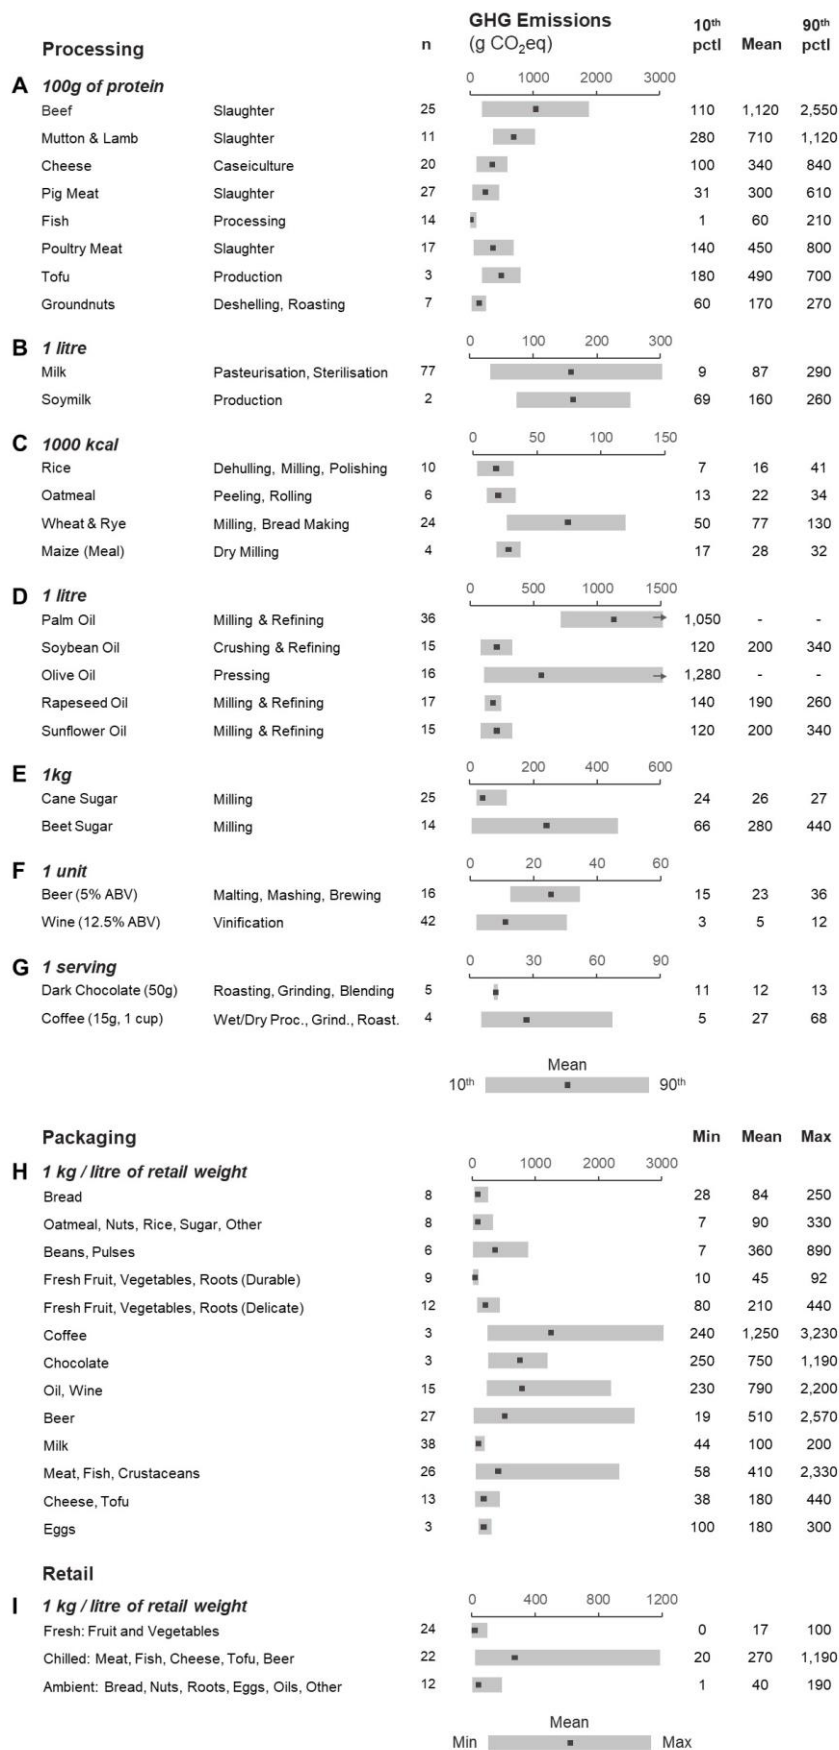 GHG Emissions
(g CO2eq)
Processing n 10th pctl Mean 90th pctl
A 100g of protein 0 1000 2000 3000
Beef Slaughter 25 110 1,120 2,550
Mutton & Lamb Slaughter 11 280 710 1,120
Cheese Caseiculture 20 100 340 840
Pig Meat Slaughter 27 31 300 610
Fish Processing 14 1 60 210
Poultry Meat Slaughter 17 140 450 800
Tofu Production 3 180 490 700
Groundnuts Deshelling, Roasting 7 60 170 270
B 1 litre 0 100 200 300
Milk Pasteurisation, Sterilisation 77 9 87 290
Soymilk Production 2 69 160 260
C 1000 kcal 0 50 100 150
Rice Dehulling, Milling, Polishing 10 7 16 41
Oatmeal Peeling, Rolling 6 13 22 34
Wheat & Rye Milling, Bread Making 24 50 77 130
Maize (Meal) Dry Milling 4 17 28 32
D 1 litre 0 500 1000 1500
Palm Oil Milling & Refining 36 1,050 - -
Soybean Oil Crushing & Refining 15 120 200 340
Olive Oil Pressing 16 1,280 - -
Rapeseed Oil Milling & Refining 17 140 190 260
Sunflower Oil Milling & Refining 15 120 200 340
E 1kg 0 200 400 600
Cane Sugar Milling 25 24 26 27
Beet Sugar Milling 14 66 280 440
F 1 unit 0 20 40 60
Beer (5% ABV) Malting, Mashing, Brewing 16 15 23 36
Wine (12.5% ABV) Vinification 42 3 5 12
G 1 serving 0 30 60 90
Dark Chocolate (50g) Roasting, Grinding, Blending 5 11 12 13
Coffee (15g, 1 cup) Wet/Dry Proc., Grind., Roast. 4 5 27 68
Mean
10th 90th
Packaging Min Mean Max
H 1 kg / litre of retail weight 0 1000 2000 3000
Bread 8 28 84 250
Oatmeal, Nuts, Rice, Sugar, Other 8 7 90 330
Beans, Pulses 6 7 360 890
Fresh Fruit, Vegetables, Roots (Durable) 9 10 45 92
Fresh Fruit, Vegetables, Roots (Delicate) 12 80 210 440
Coffee 3 240 1,250 3,230
Chocolate 3 250 750 1,190
Oil, Wine 15 230 790 2,200
Beer 27 19 510 2,570
Milk 38 44 100 200
Meat, Fish, Crustaceans 26 58 410 2,330
Cheese, Tofu 13 38 180 440
Eggs 3 100 180 300
Retail
I 1 kg / litre of retail weight 0 400 800 1200
Fresh: Fruit and Vegetables 24 0 17 100
Chilled: Meat, Fish, Cheese, Tofu, Beer 22 20 270 1,190
Ambient: Bread, Nuts, Roots, Eggs, Oils, Other 12 1 40 190
Mean
Min Max